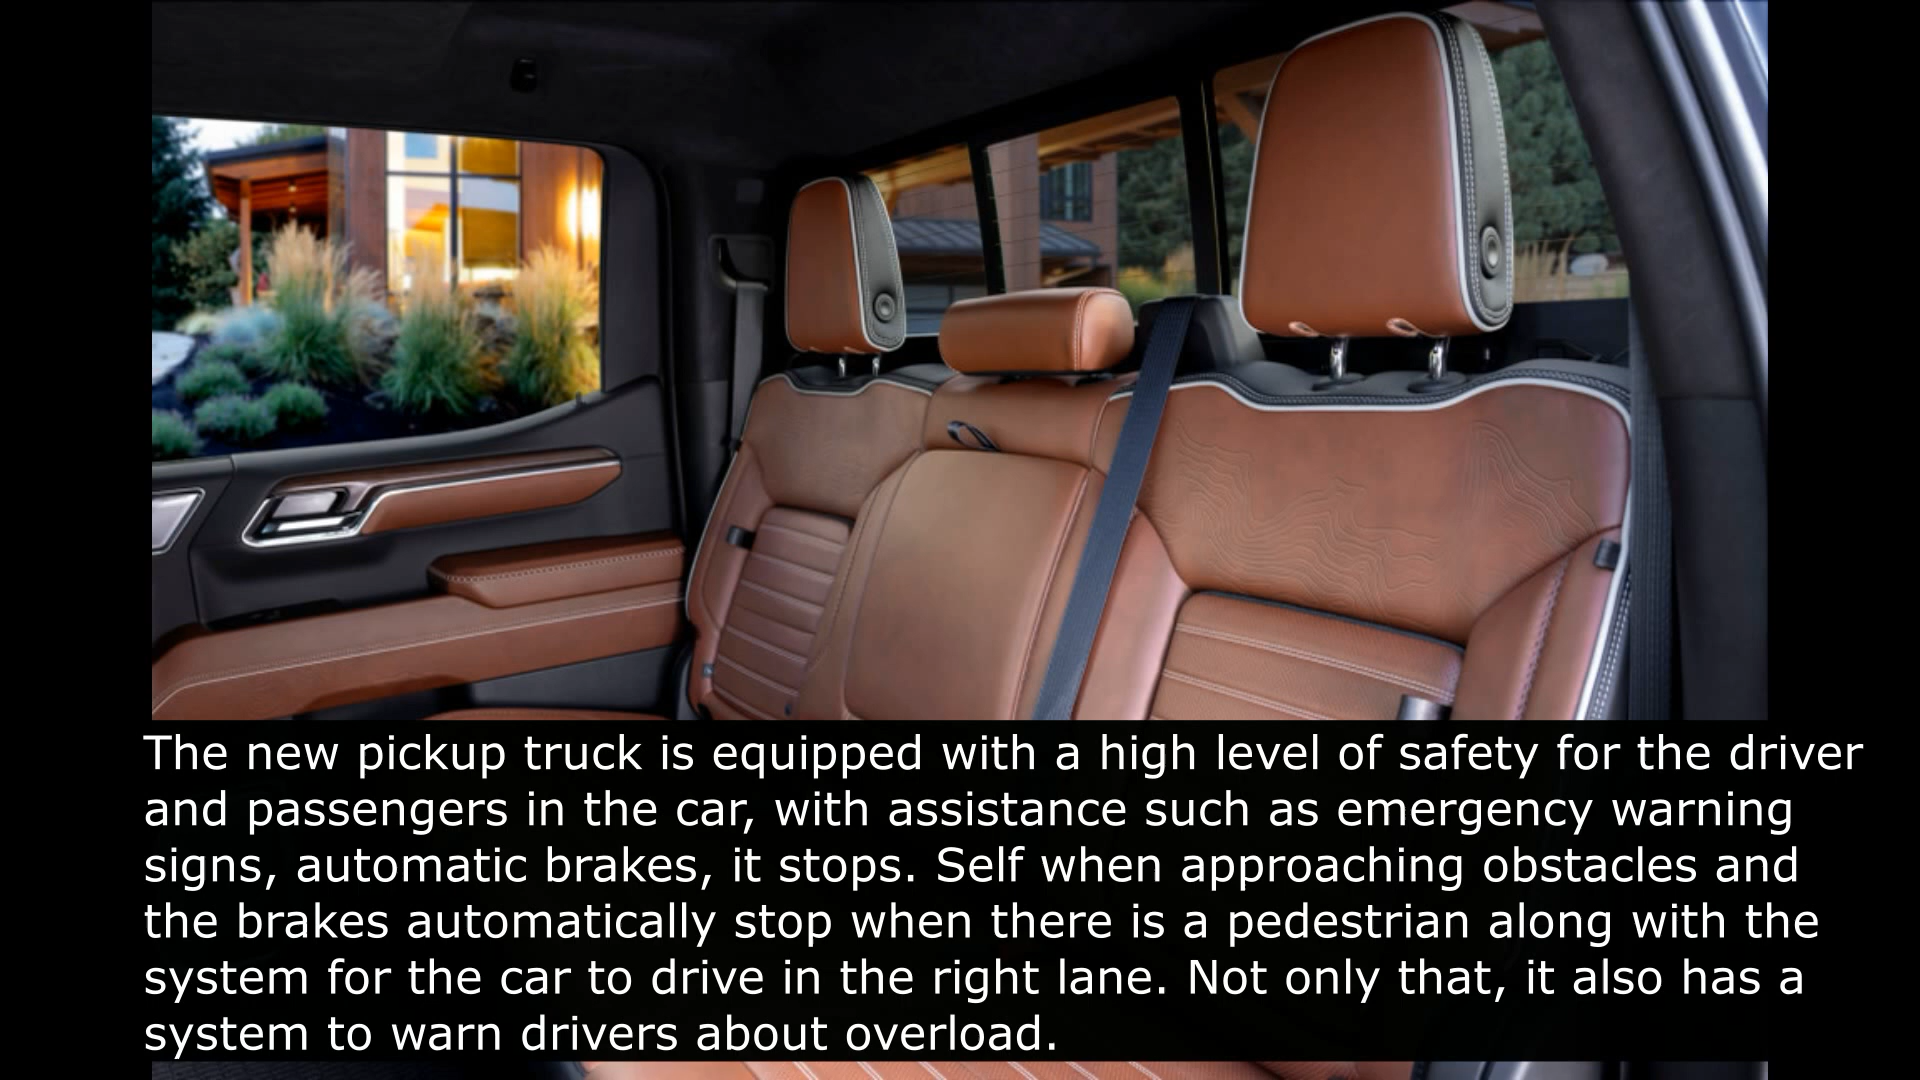 The new pickup truck is equipped with a high level of safety for the driver
and passengers in the car, with assistance such as emergency warning
signs, automatic brakes, it stops. Self when approaching obstacles and
the brakes automatically stop when there is a pedestrian along with the
system for the car to drive in the right lane. Not only that, it also has a
system to warn drivers about overload.